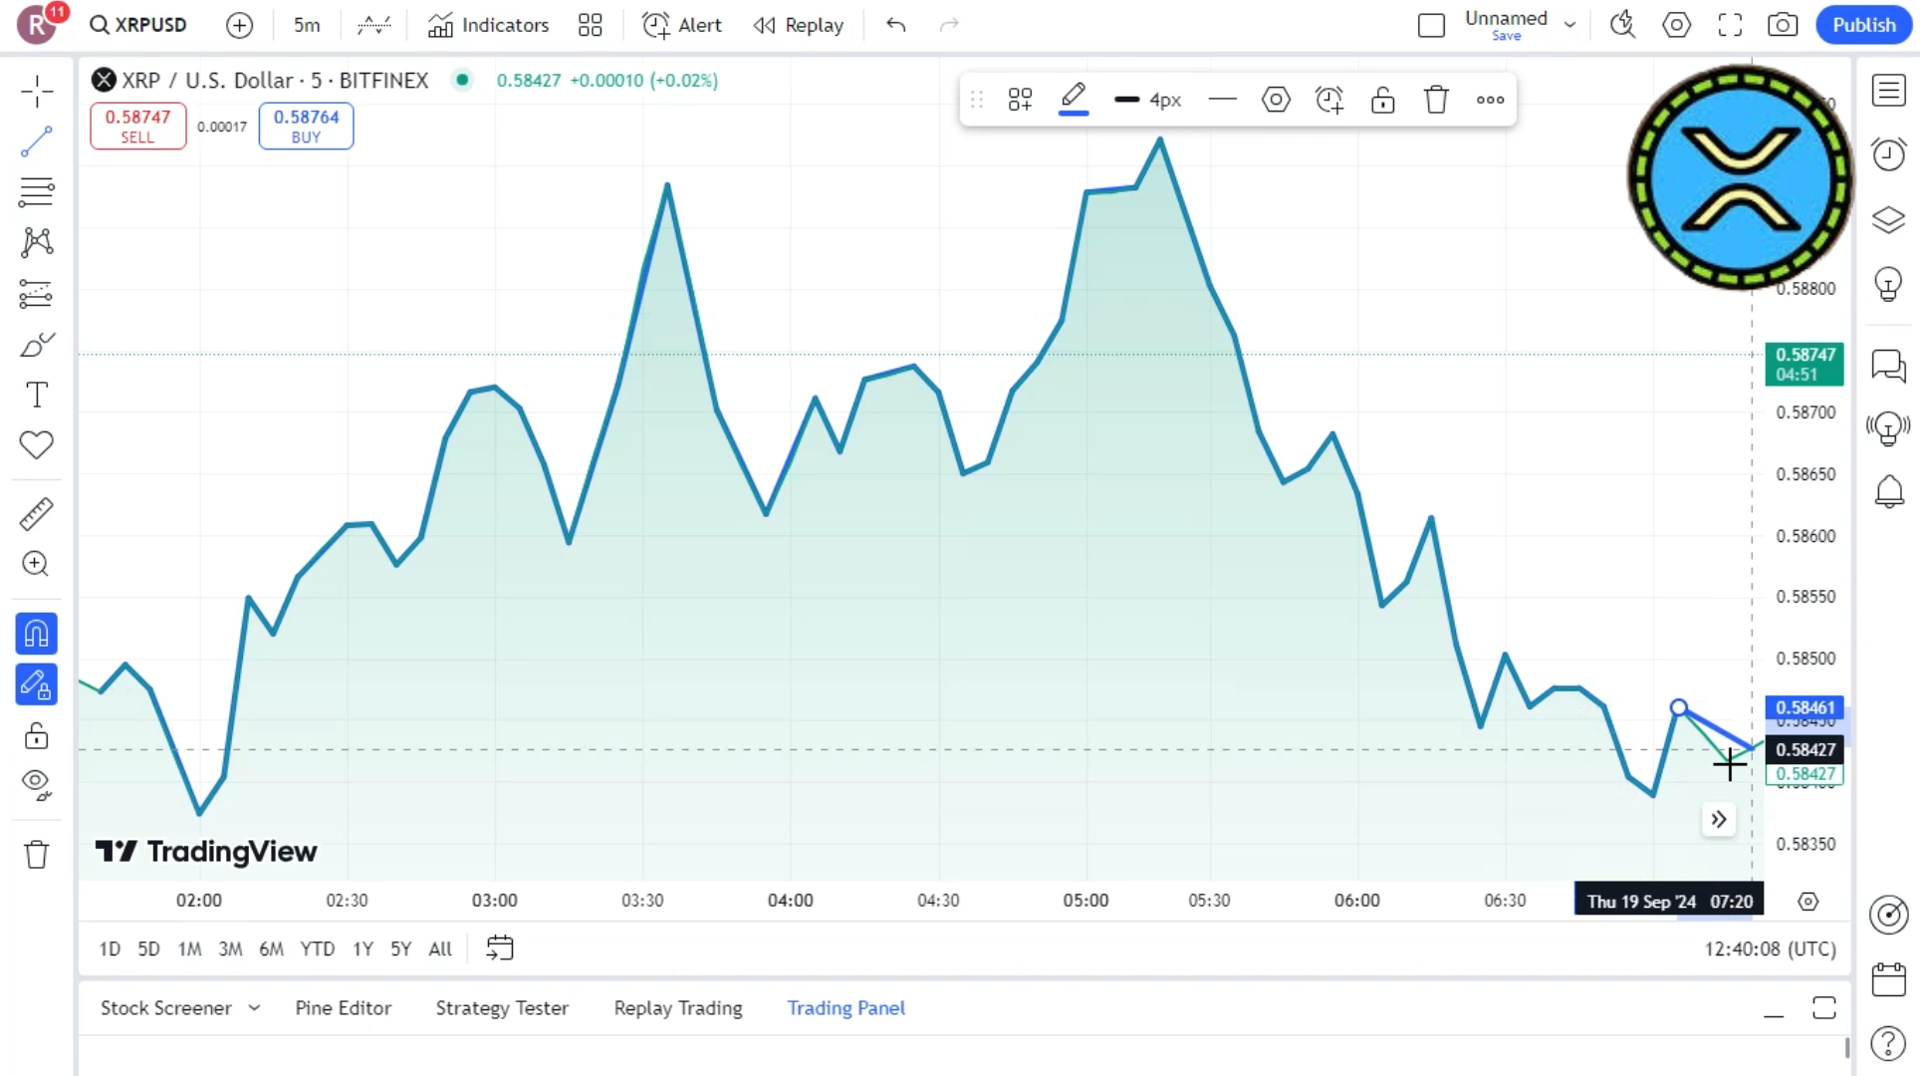 R 11 XRPUSD 5m Indicators Alert Replay Unnamed Save Publish
XRP / U.S. Dollar · 5 · BITFINEX 0.58427 +0.00010 (+0.02%)
4px
0.58747 SELL 0.00017 0.58764 BUY
0.58800
0.58747
04:51
0.58700
0.58650
0.58600
0.58550
0.58500
0.58461
0.58427
0.58427
0.58350
TradingView
02:00 02:30 03:00 03:30 04:00 04:30 05:00 05:30 06:00 06:30 Thu 19 Sep '24 07:20
1D 5D 1M 3M 6M YTD 1Y 5Y All 12:40:08 (UTC)
Stock Screener Pine Editor Strategy Tester Replay Trading Trading Panel